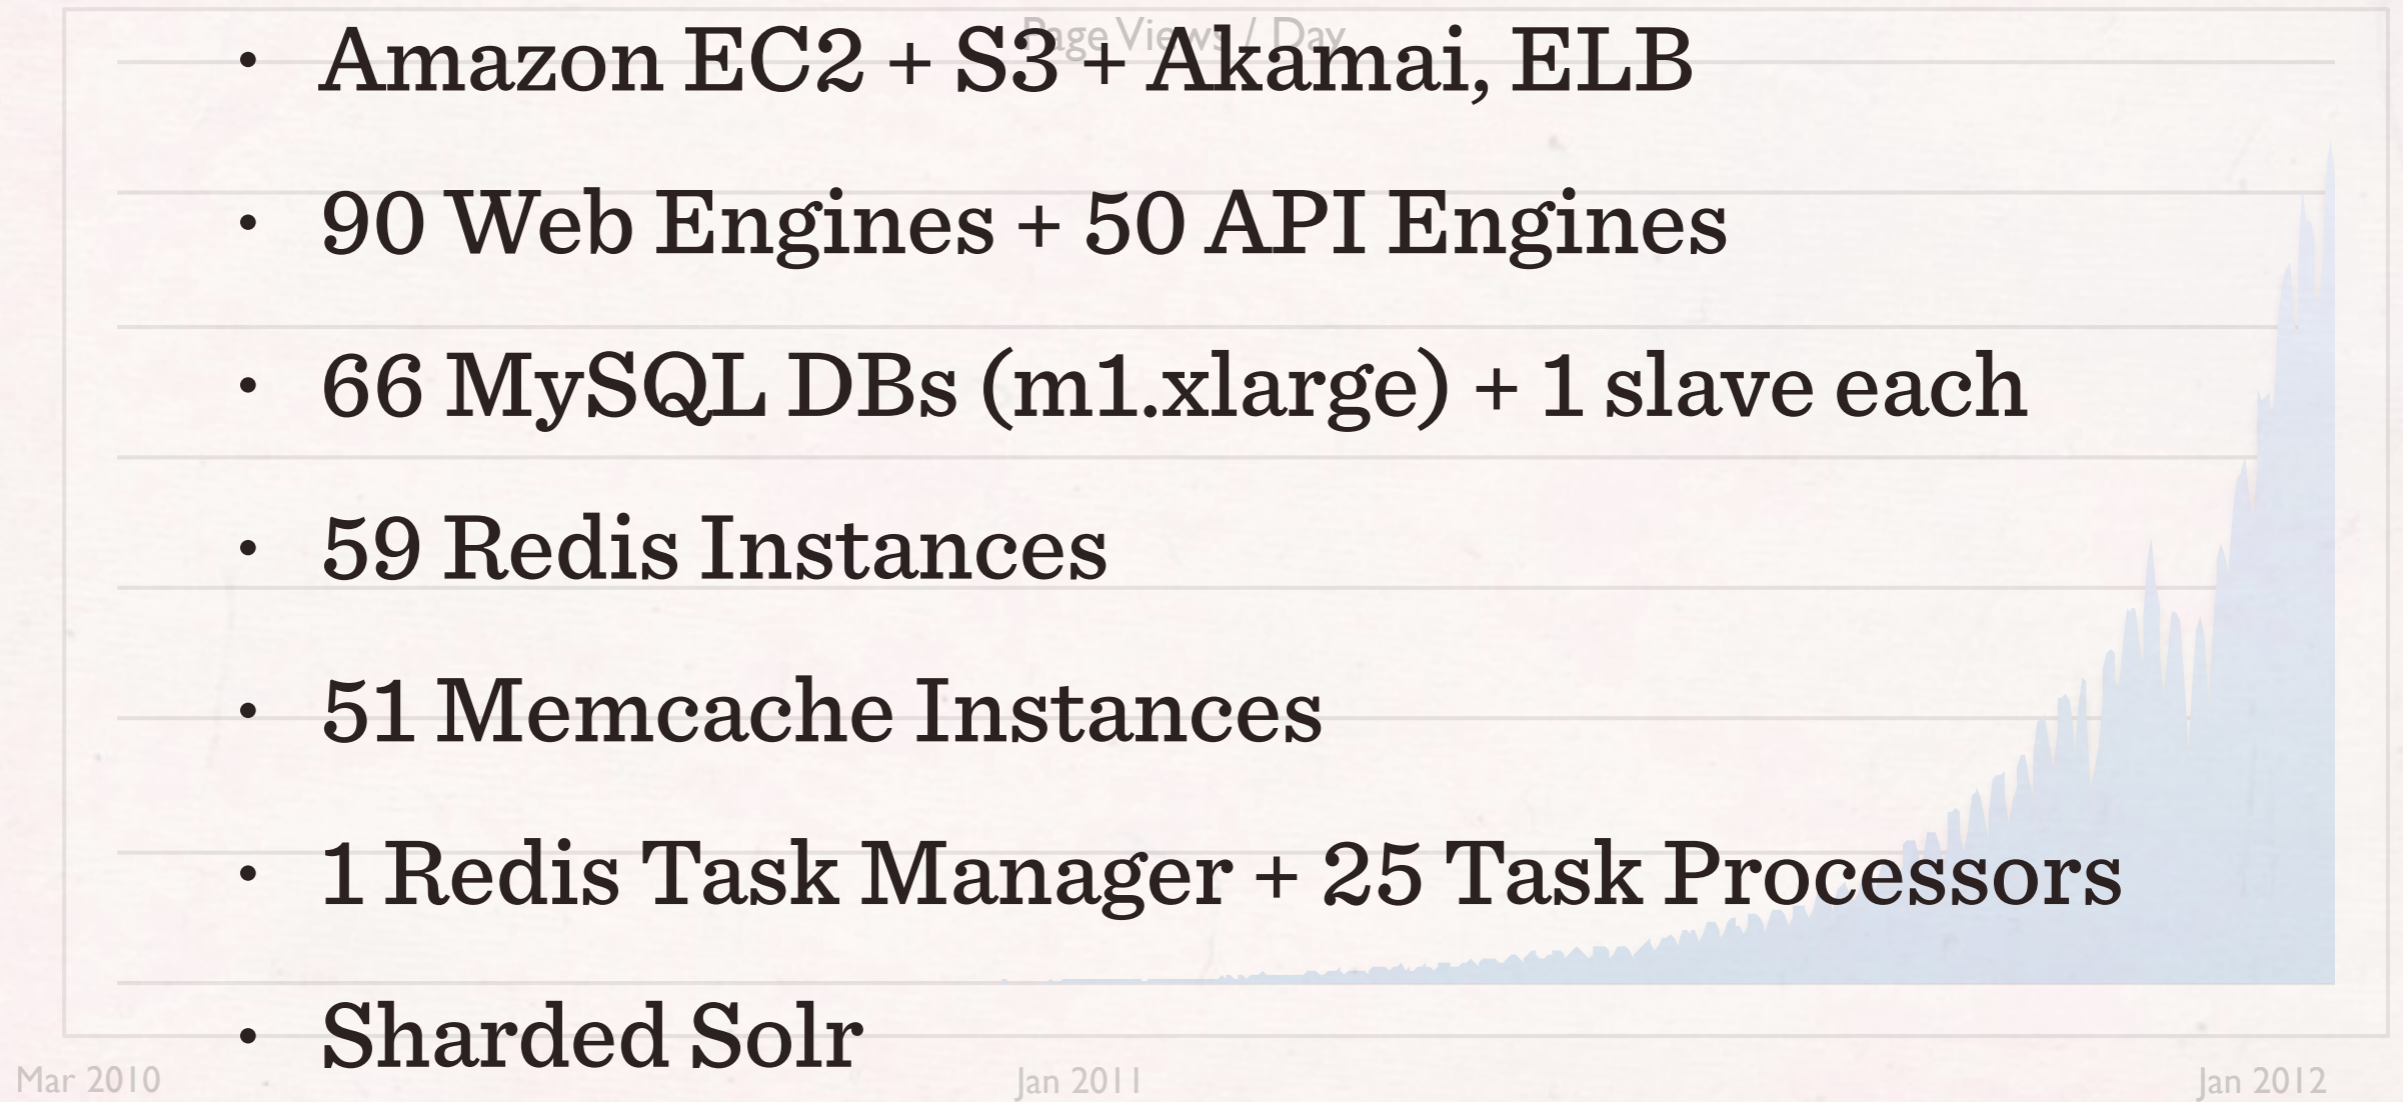 Page Views / Day
• Amazon EC2 + S3 + Akamai, ELB
• 90 Web Engines + 50 API Engines
• 66 MySQL DBs (m1.xlarge) + 1 slave each
• 59 Redis Instances
• 51 Memcache Instances
• 1 Redis Task Manager + 25 Task Processors
• Sharded Solr
Mar 2010 Jan 2011 Jan 2012